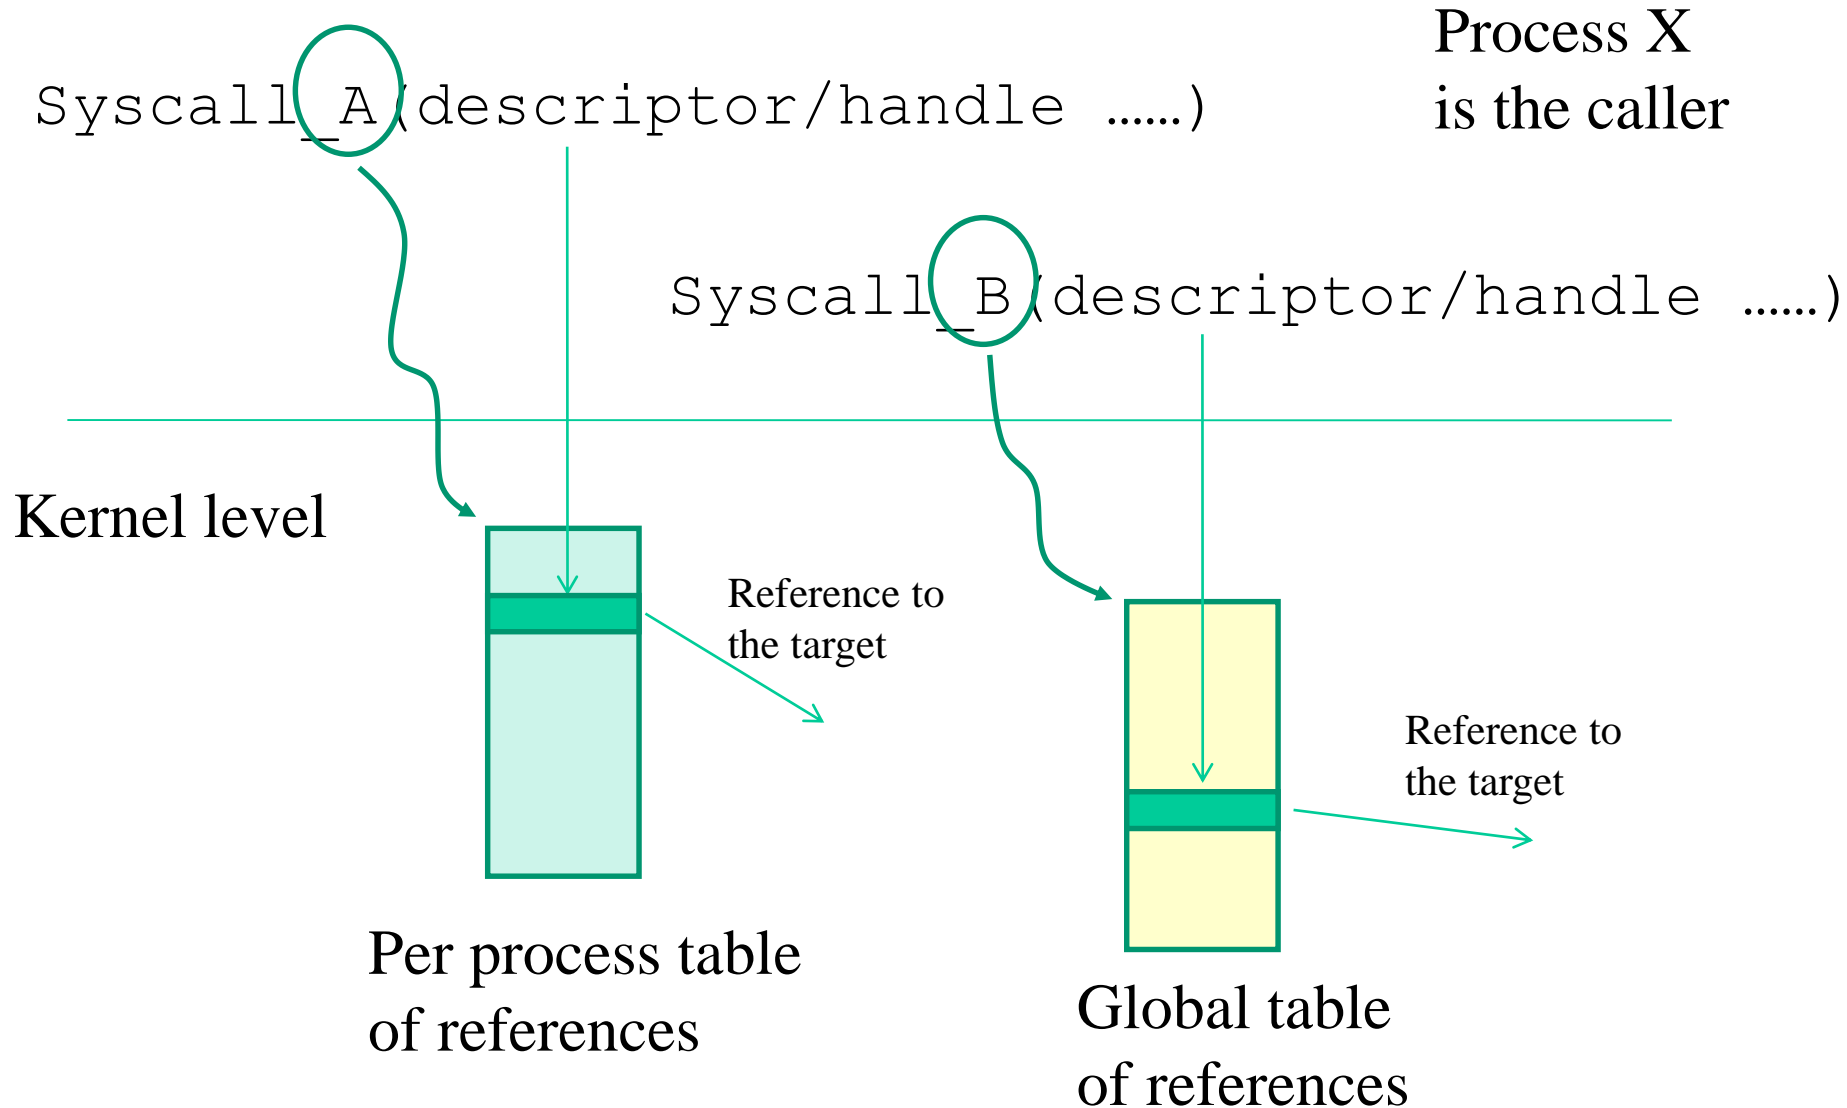 Process X
is the caller
Syscall_A(descriptor/handle ……)
Syscall_B(descriptor/handle ……)
Kernel level
Reference to
the target
Reference to
the target
Per process table
of references
Global table
of references